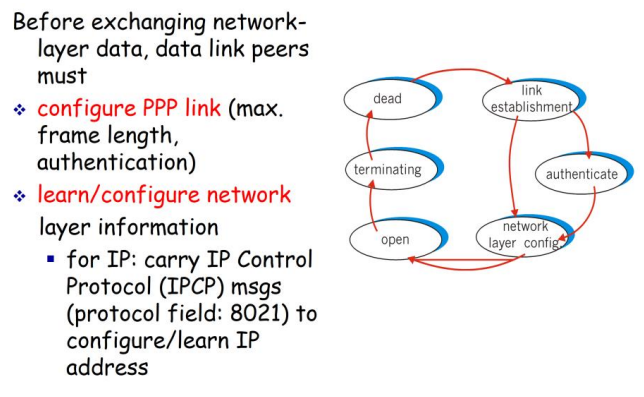 Before exchanging network-
layer data, data link peers
must
❖ configure PPP link (max.
frame length,
authentication)
❖ learn/configure network
layer information
▪ for IP: carry IP Control
Protocol (IPCP) msgs
(protocol field: 8021) to
configure/learn IP
address
dead
link
establishment
terminating
authenticate
open
network
layer config.